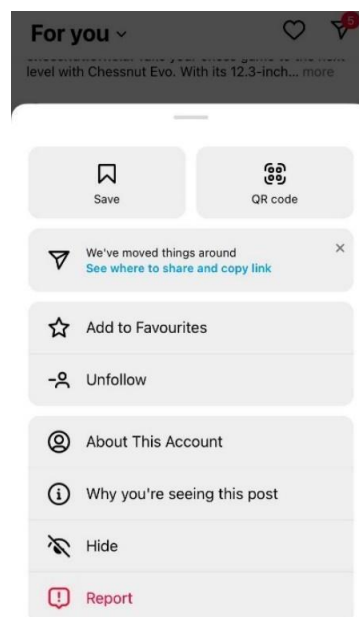 For you
5
level with Chessnut Evo. With its 12.3-inch... more
Save
QR code
We've moved things around
See where to share and copy link
Add to Favourites
Unfollow
About This Account
Why you're seeing this post
Hide
Report